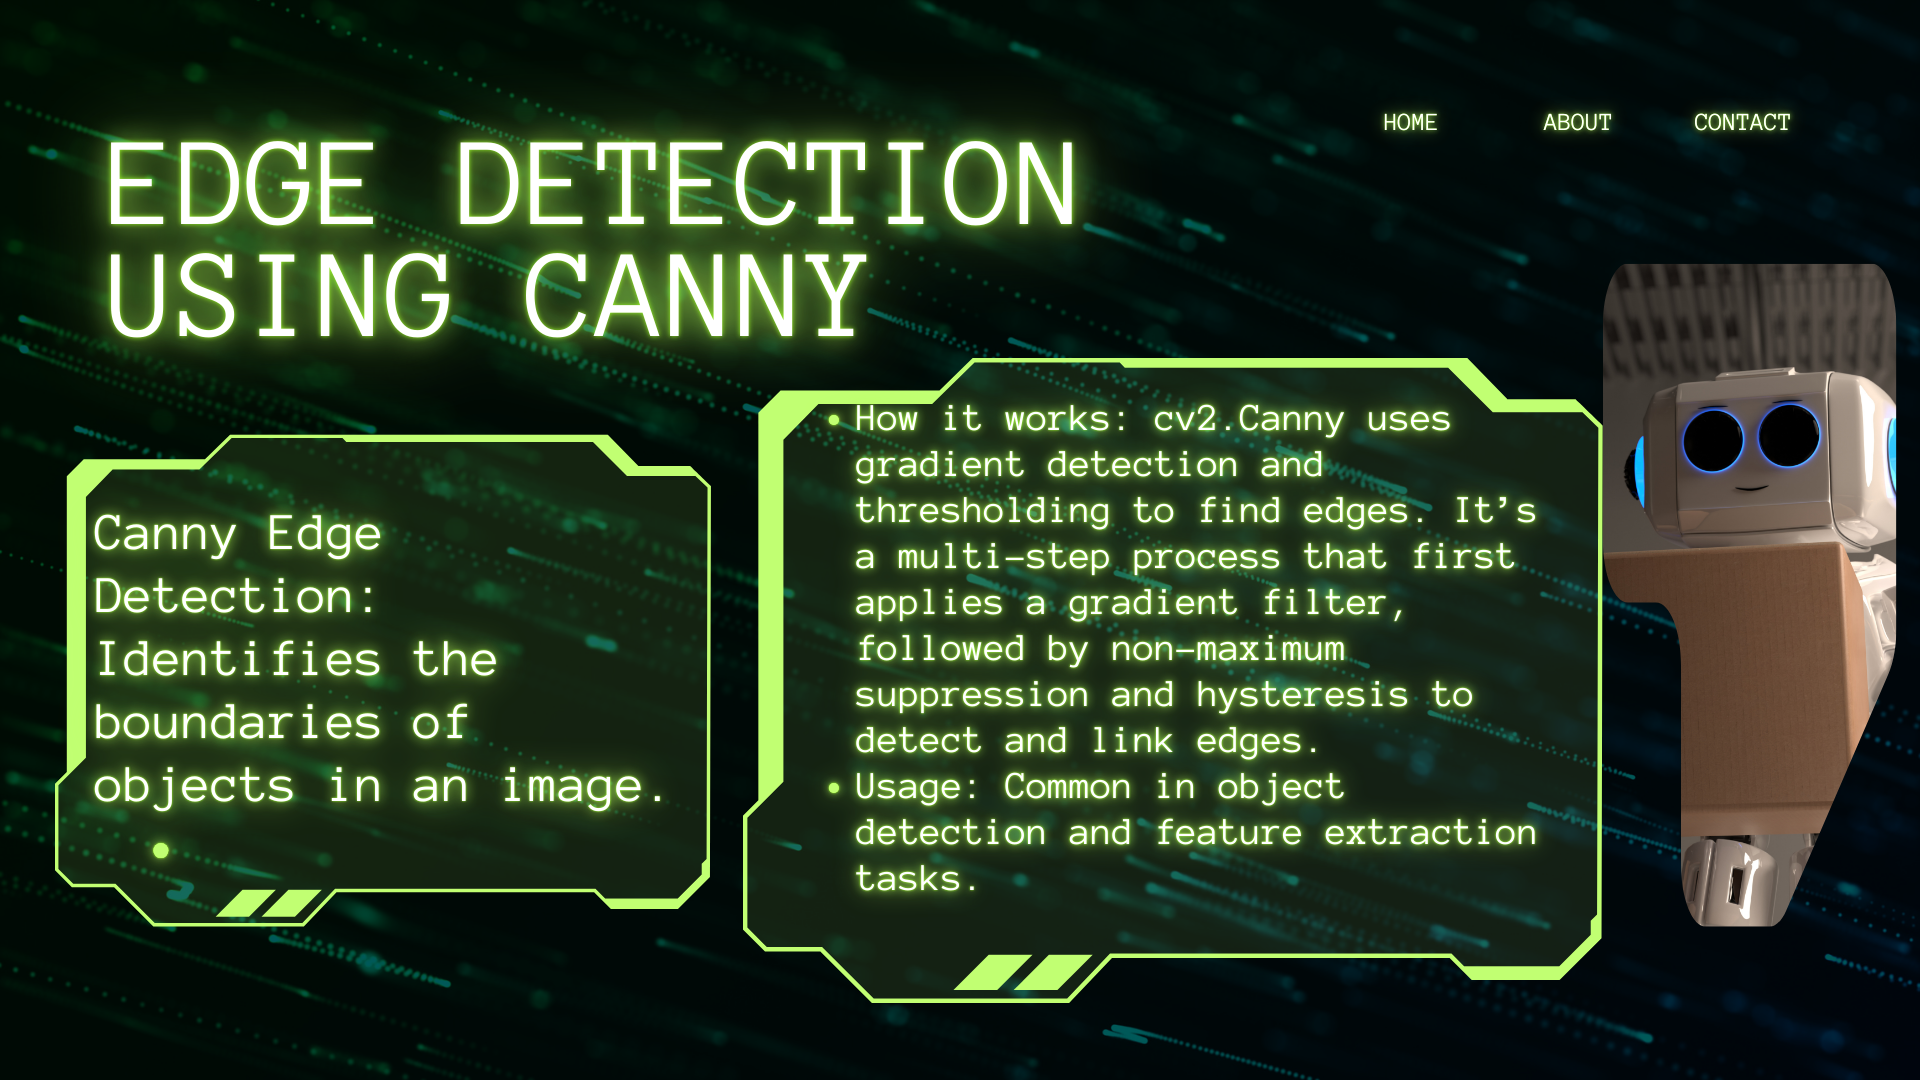 HOME ABOUT CONTACT
EDGE DETECTION
USING CANNY
Canny Edge
Detection:
Identifies the
boundaries of
objects in an image.
• How it works: cv2.Canny uses
gradient detection and
thresholding to find edges. It’s
a multi-step process that first
applies a gradient filter,
followed by non-maximum
suppression and hysteresis to
detect and link edges.
• Usage: Common in object
detection and feature extraction
tasks.